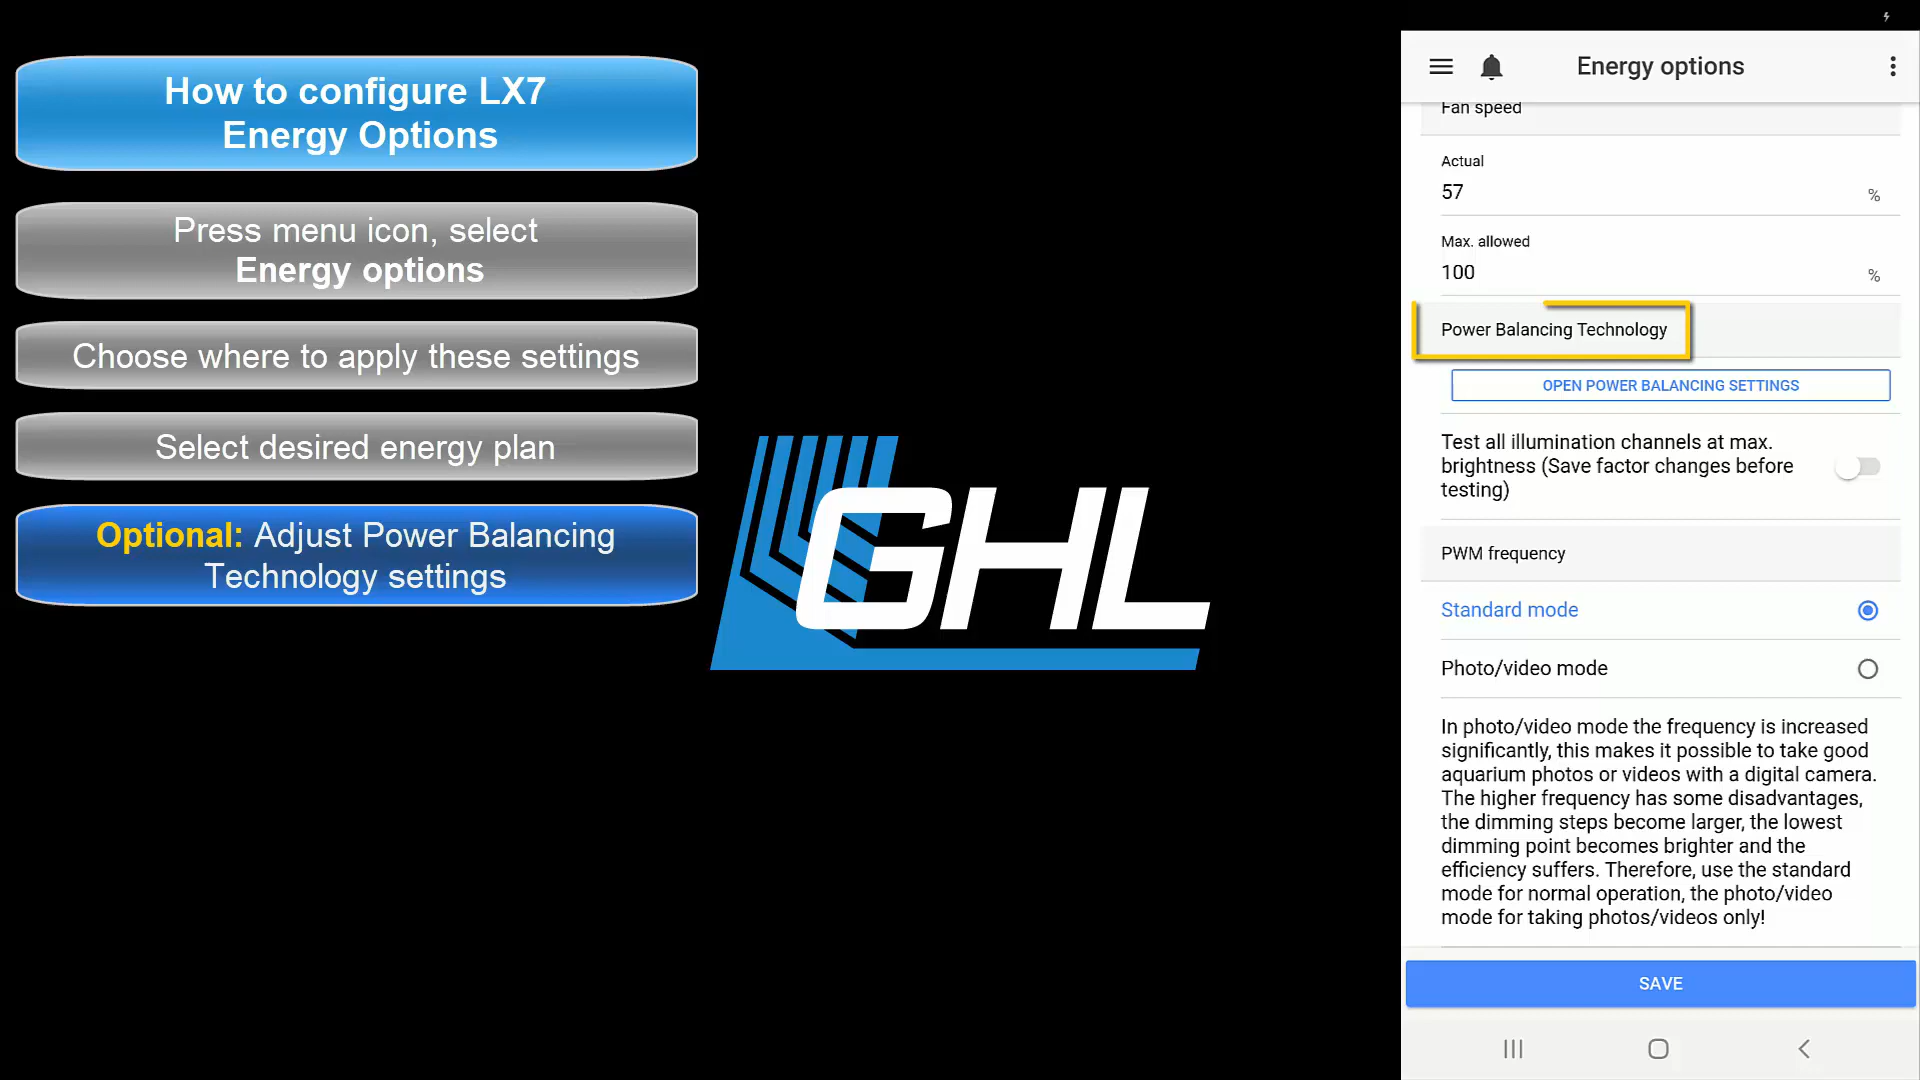 How to configure LX7
Energy Options
Press menu icon, select
Energy options
Choose where to apply these settings
Select desired energy plan
Optional: Adjust Power Balancing
Technology settings
GHL
Energy options
Fan speed
Actual
57
%
Max. allowed
100
%
Power Balancing Technology
OPEN POWER BALANCING SETTINGS
Test all illumination channels at max.
brightness (Save factor changes before
testing)
PWM frequency
Standard mode
Photo/video mode
In photo/video mode the frequency is increased
significantly, this makes it possible to take good
aquarium photos or videos with a digital camera.
The higher frequency has some disadvantages,
the dimming steps become larger, the lowest
dimming point becomes brighter and the
efficiency suffers. Therefore, use the standard
mode for normal operation, the photo/video
mode for taking photos/videos only!
SAVE